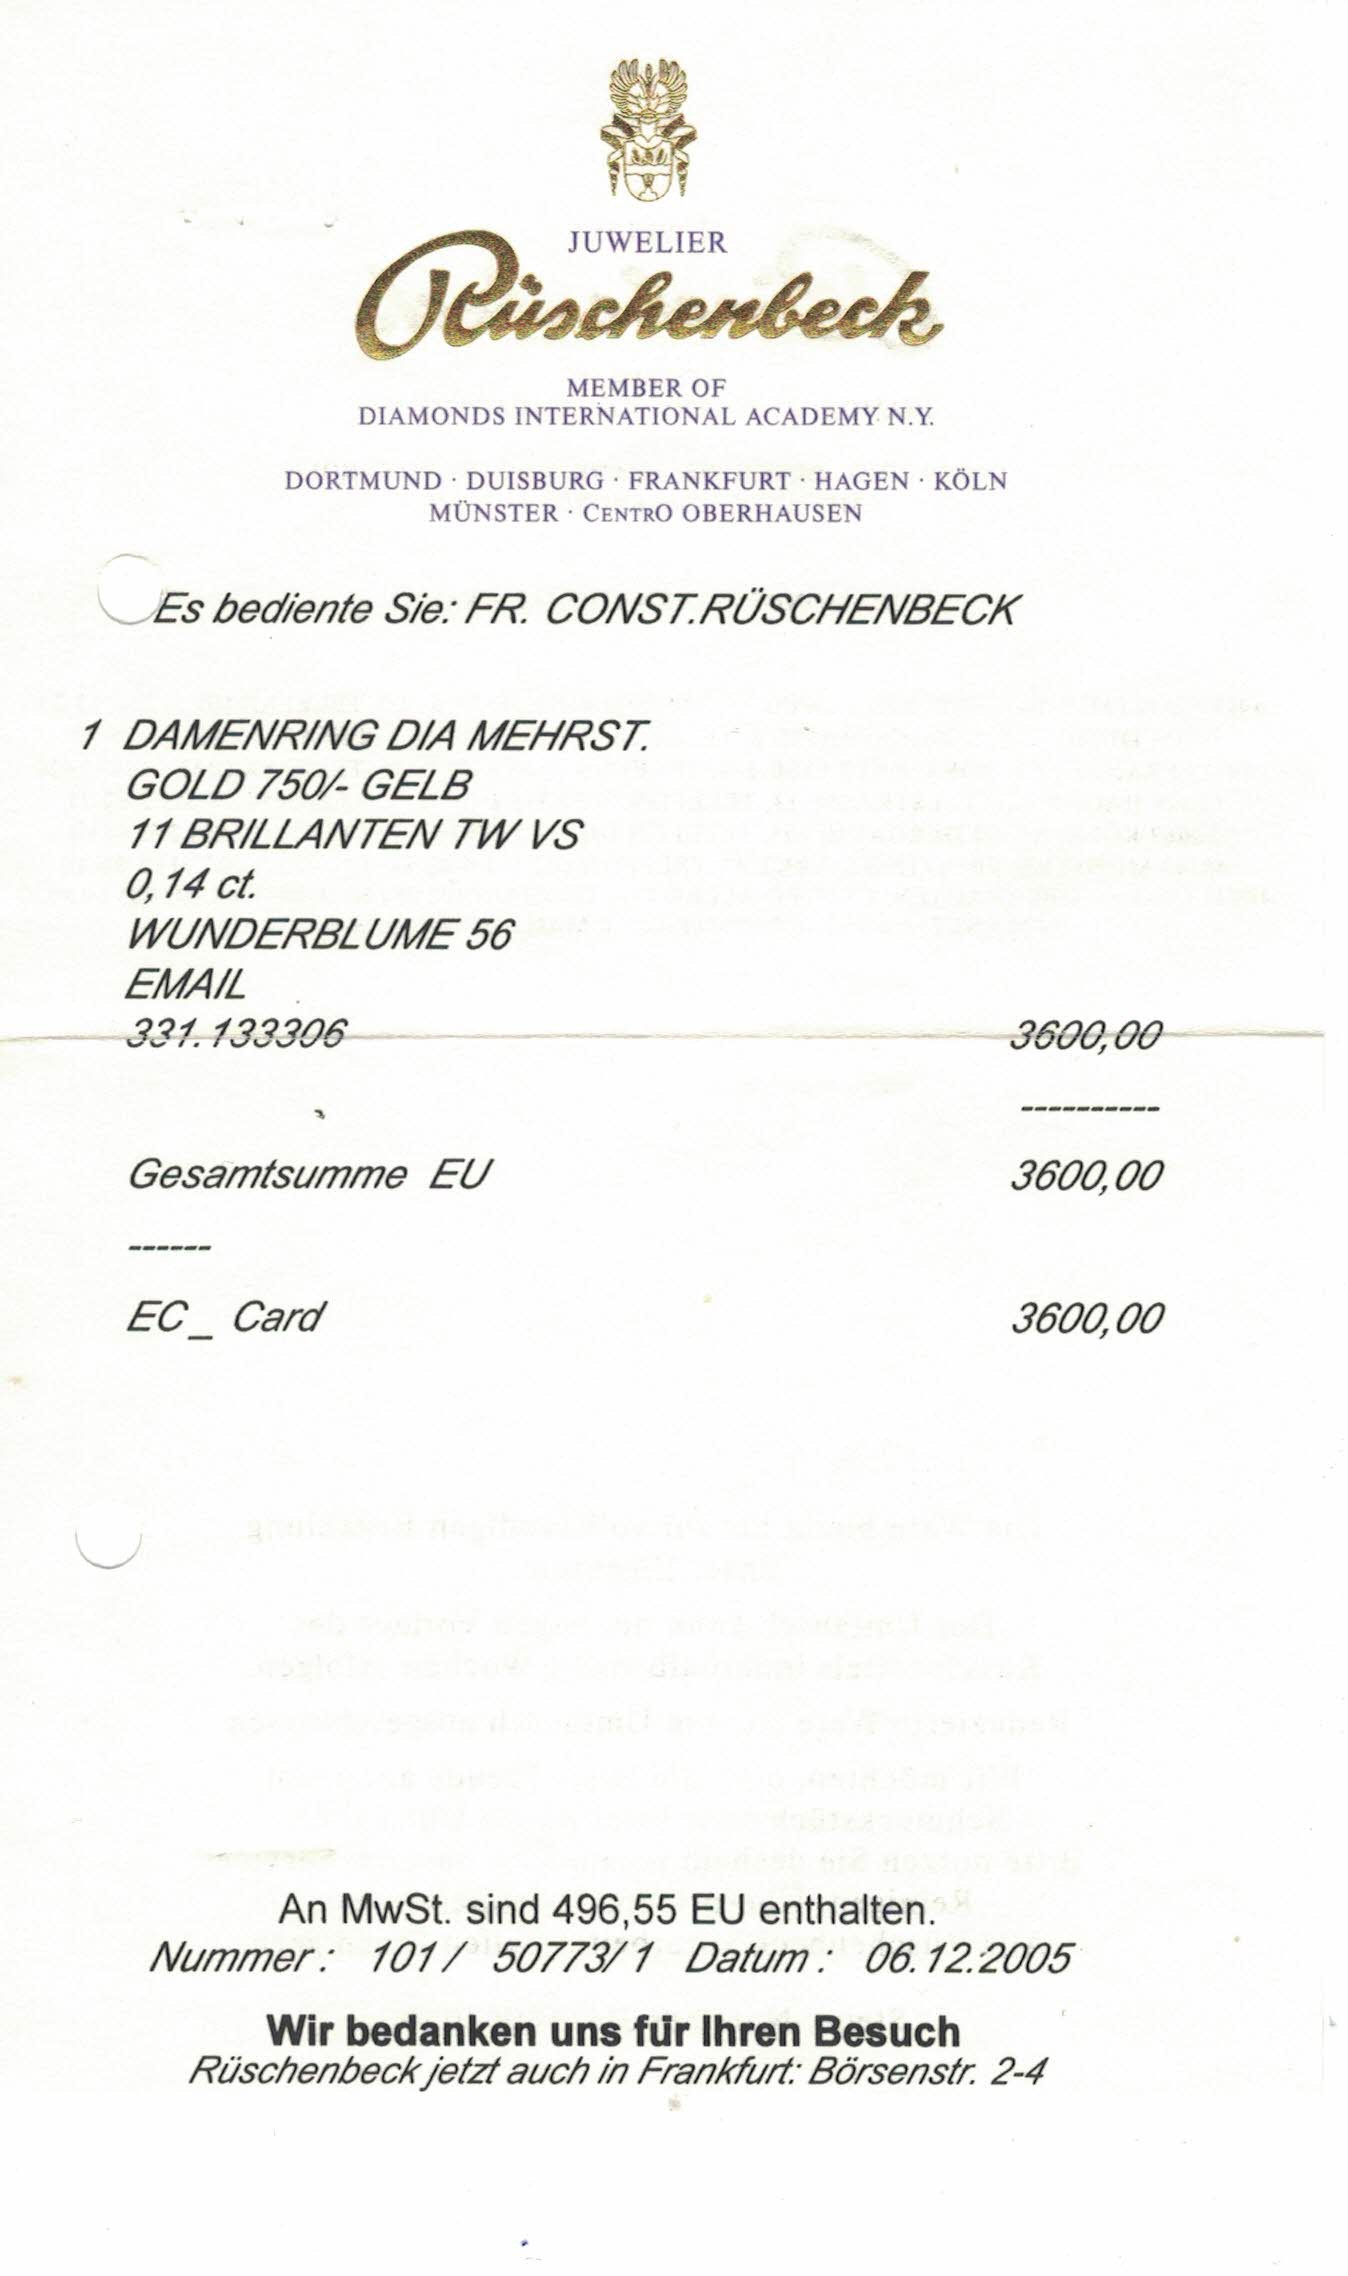 JUWELIER
Rüschenbeck
MEMBER OF
DIAMONDS INTERNATIONAL ACADEMY N.Y.
DORTMUND · DUISBURG · FRANKFURT · HAGEN · KÖLN
MÜNSTER · CENTRO OBERHAUSEN
Es bediente Sie: FR. CONST.RÜSCHENBECK
1 DAMENRING DIA MEHRST.
GOLD 750/- GELB
11 BRILLANTEN TW VS
0,14 ct.
WUNDERBLUME 56
EMAIL
331.133306 3600,00
----------
Gesamtsumme EU 3600,00
------
EC_ Card 3600,00
An MwSt. sind 496,55 EU enthalten.
Nummer : 101 / 50773/ 1 Datum : 06.12.2005
Wir bedanken uns für Ihren Besuch
Rüschenbeck jetzt auch in Frankfurt: Börsenstr. 2-4